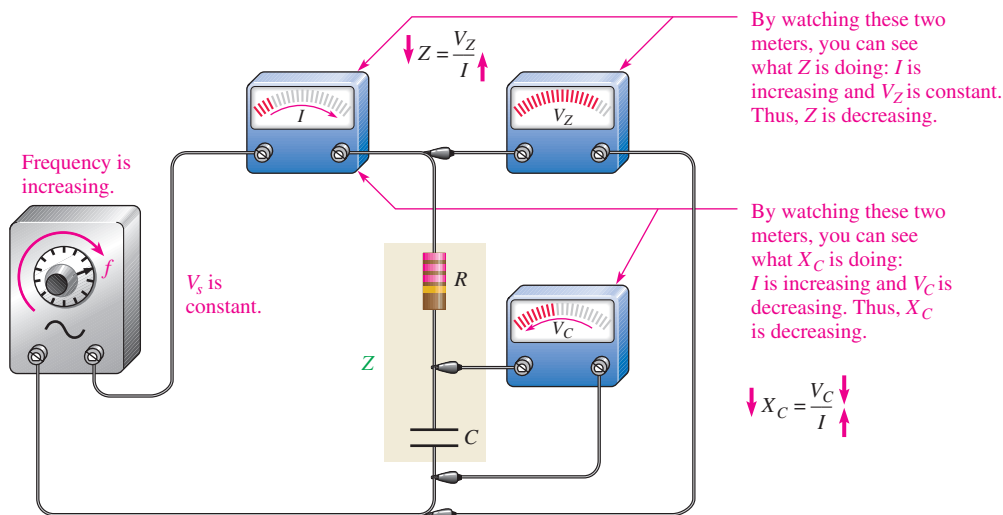 By watching these two
meters, you can see
what Z is doing: I is
increasing and V_Z is constant.
Thus, Z is decreasing.
Z = V_Z / I
I
V_Z
Frequency is
increasing.
f
V_s is
constant.
By watching these two
meters, you can see
what X_C is doing:
I is increasing and V_C is
decreasing. Thus, X_C
is decreasing.
R
V_C
Z
C
X_C = V_C / I